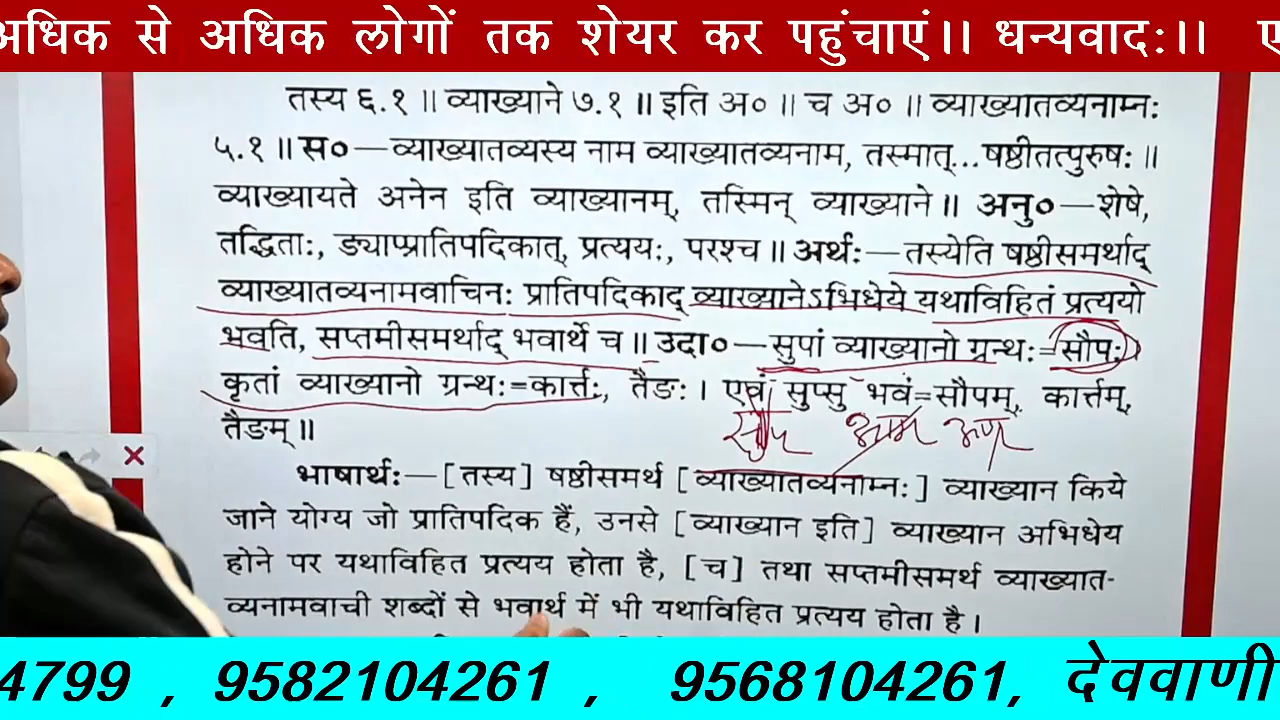 अधिक से अधिक लोगों तक शेयर कर पहुंचाएं।। धन्यवादः।। ए
तस्य ६.१ ॥ व्याख्याने ७.१ ॥ इति अ० ॥ च अ० ॥ व्याख्यातव्यनाम्नः
५.१ ॥ स०—व्याख्यातव्यस्य नाम व्याख्यातव्यनाम, तस्मात्...षष्ठीतत्पुरुषः ॥
व्याख्यायते अनेन इति व्याख्यानम्, तस्मिन् व्याख्याने ॥ अनु०—शेषे,
तद्धिताः, ङ्याप्प्रातिपदिकात्, प्रत्ययः, परश्च ॥ अर्थः—तस्येति षष्ठीसमर्थाद्
व्याख्यातव्यनामवाचिनः प्रातिपदिकाद् व्याख्यानेऽभिधेये यथाविहितं प्रत्ययो
भवति, सप्तमीसमर्थाद् भवार्थे च ॥ उदा०—सुपां व्याख्यानो ग्रन्थः=सौपः,
कृतां व्याख्यानो ग्रन्थः=कार्त्तः, तैङः । एवं सुप्सु भवं=सौपम्, कार्त्तम्,
तैङम् ॥
सुप् आम् अण्
भाषार्थः—[तस्य] षष्ठीसमर्थ [व्याख्यातव्यनाम्नः] व्याख्यान किये
जाने योग्य जो प्रातिपदिक हैं, उनसे [व्याख्यान इति] व्याख्यान अभिधेय
होने पर यथाविहित प्रत्यय होता है, [च] तथा सप्तमीसमर्थ व्याख्यात-
व्यनामवाची शब्दों से भवार्थ में भी यथाविहित प्रत्यय होता है ।
4799 , 9582104261 , 9568104261, देववाणी